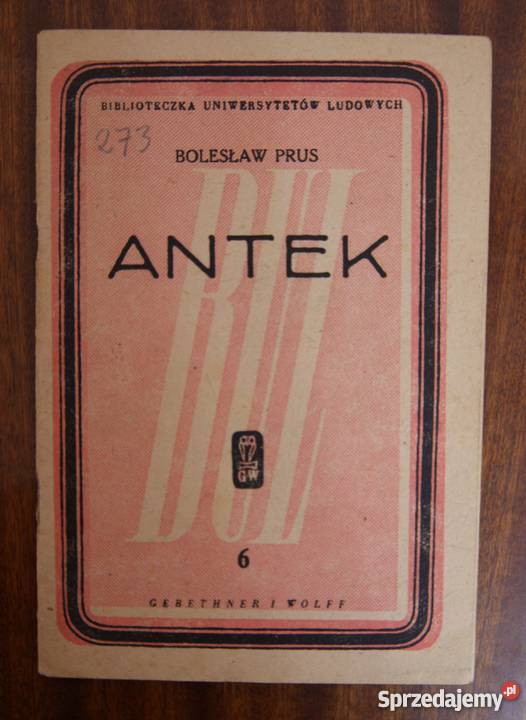 BIBLIOTECZKA UNIWERSYTETÓW LUDOWYCH
273
BOLESŁAW PRUS
BUL
ANTEK
G W
6
GEBETHNER I WOLFF
Sprzedajemy.pl